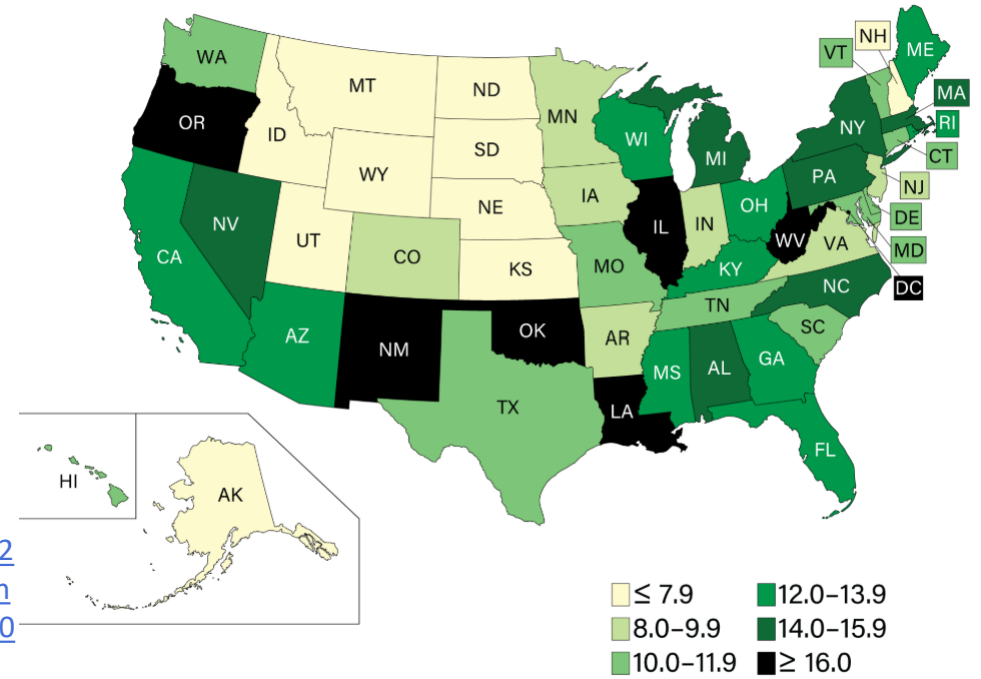 NH
VT
ME
WA
MT
ND
MN
MA
OR
ID
SD
WI
MI
NY
RI
WY
CT
IA
PA
NJ
NE
NV
UT
IL
IN
OH
DE
CO
WV
VA
MD
CA
KS
MO
KY
DC
NC
TN
AZ
OK
AR
SC
NM
MS
AL
GA
TX
LA
FL
HI
AK
2
m
0
≤ 7.9
12.0–13.9
8.0–9.9
14.0–15.9
10.0–11.9
≥ 16.0